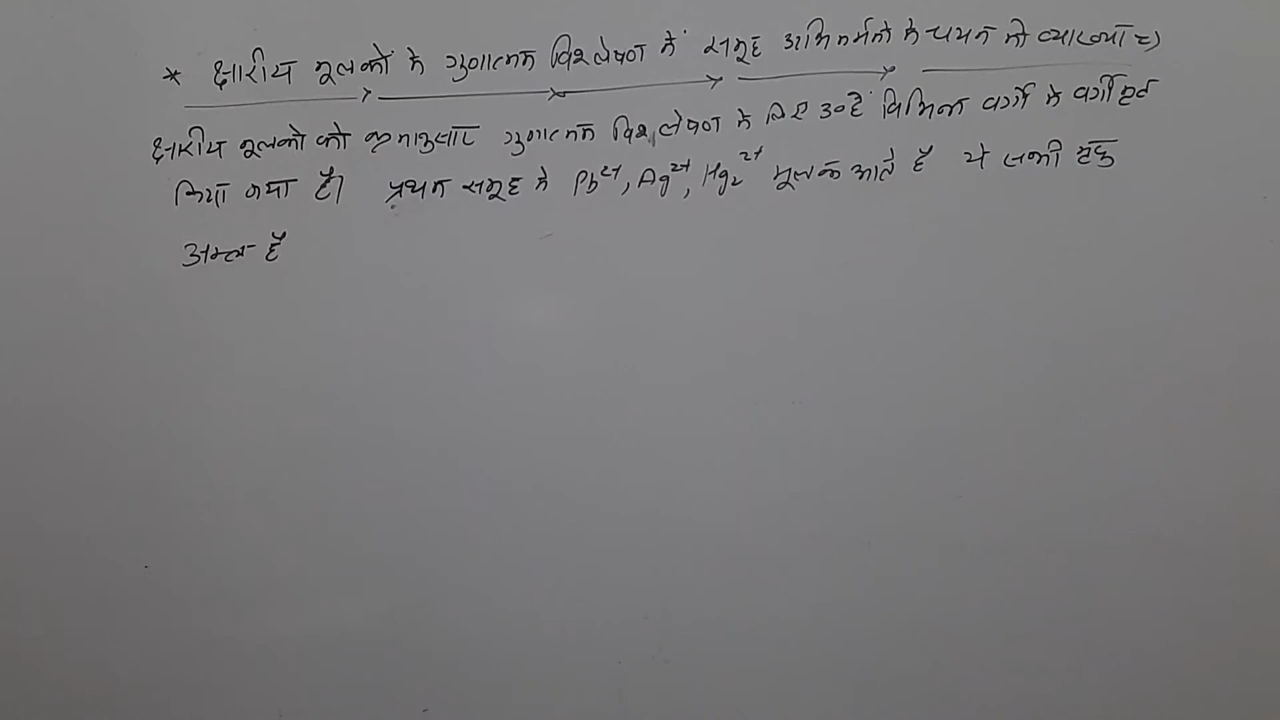 * क्षारीय मूलकों के गुणात्मक विश्लेषण में समूह अभिकर्मकों के चयन की व्याख्या =)
क्षारीय मूलकों को क्रमानुसार गुणात्मक विश्लेषण के लिए उन्हें विभिन्न वर्गों में वर्गीकृत
किया गया है। प्रथम समूह में Pb²⁺, Ag²⁺, Hg₂²⁺ मूलक आते हैं ये सभी मृदु
अम्ल है